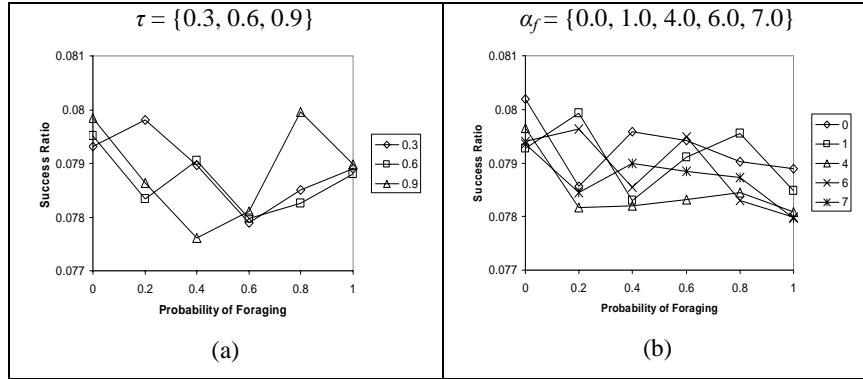 τ = {0.3, 0.6, 0.9}
0.081
0.08
0.079
0.078
0.077
Success Ratio
0 0.2 0.4 0.6 0.8 1
Probability of Foraging
0.3
0.6
0.9
(a)
α_f = {0.0, 1.0, 4.0, 6.0, 7.0}
0.081
0.08
0.079
0.078
0.077
Success Ratio
0 0.2 0.4 0.6 0.8 1
Probability of Foraging
0
1
4
6
7
(b)